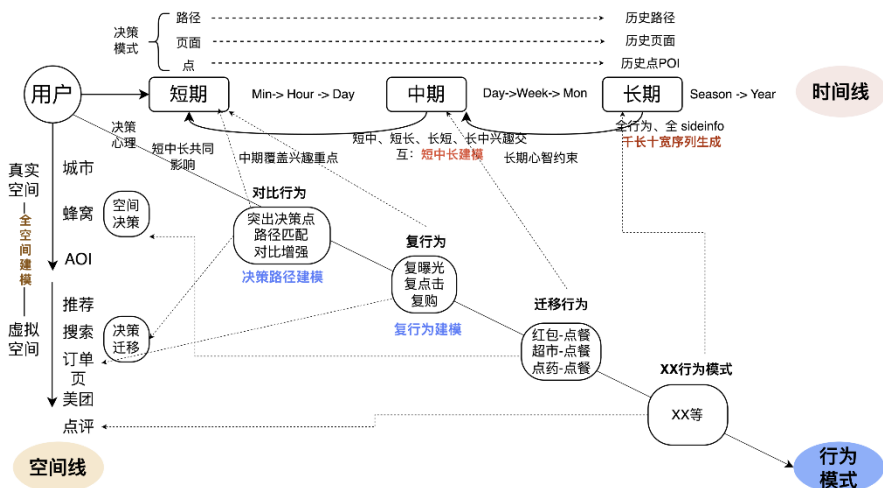 决策
模式
路径
历史路径
页面
历史页面
点
历史点POI
用户
短期
Min-> Hour -> Day
中期
Day->Week-> Mon
长期
Season -> Year
时间线
决策
心理
短中长共同
影响
中期覆盖兴趣重点
短中、短长、长短、长中兴趣交
互：短中长建模
长期心智约束
全行为、全 sideinfo
千长十宽序列生成
真实
空间
全空间建模
虚拟
空间
城市
蜂窝
AOI
推荐
搜索
订单
页
美团
点评
空间
决策
决策
迁移
对比行为
突出决策点
路径匹配
对比增强
决策路径建模
复行为
复曝光
复点击
复购
复行为建模
迁移行为
红包-点餐
超市-点餐
点药-点餐
XX行为模式
XX等
空间线
行为
模式